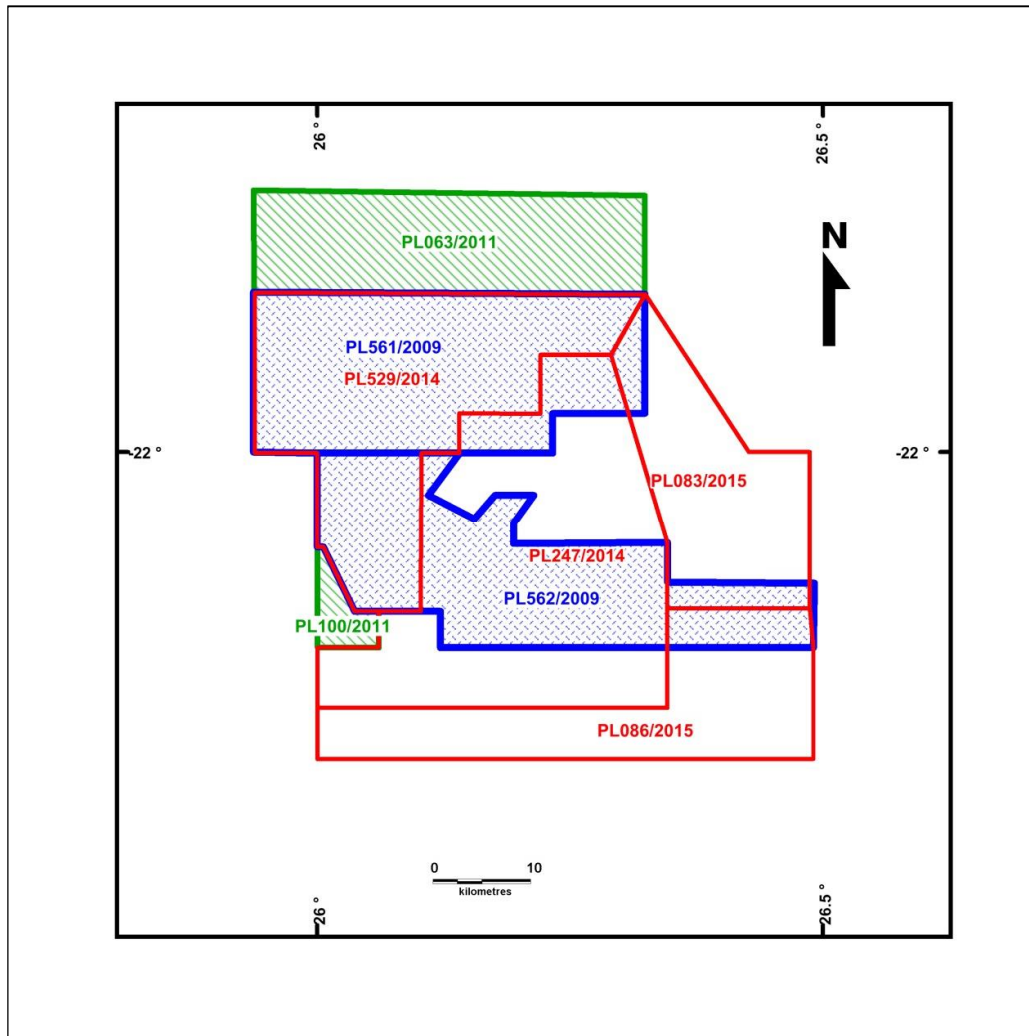 26 °
26.5 °
N
PL063/2011
PL561/2009
PL529/2014
-22 °
-22 °
PL083/2015
PL247/2014
PL562/2009
PL100/2011
PL086/2015
0 10
kilometres
26 °
26.5 °